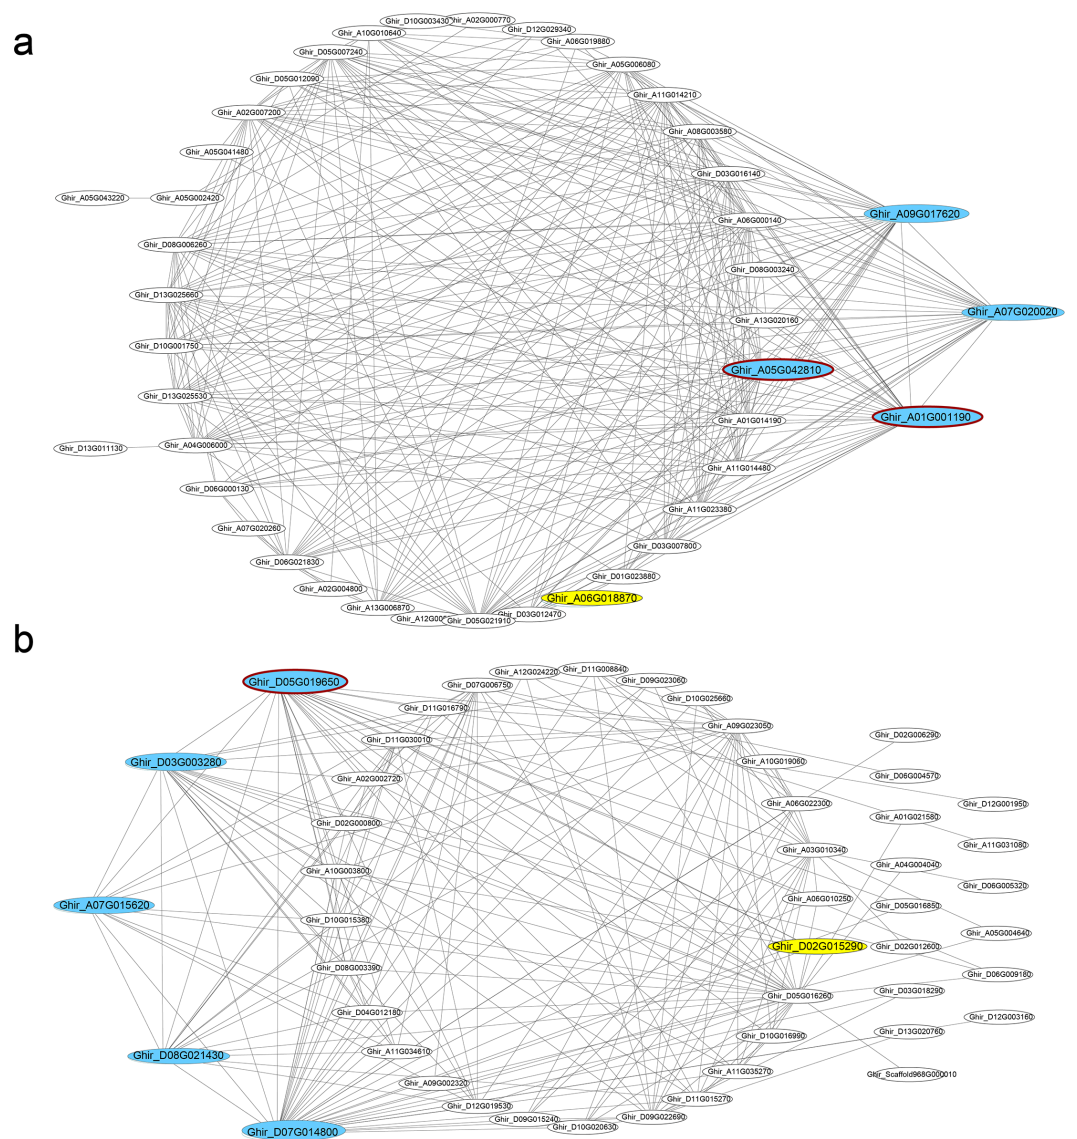 a
Ghir_D10G003430
Ghir_A02G000770
Ghir_A10G010640
Ghir_D12G029340
Ghir_A06G019880
Ghir_D05G007240
Ghir_A05G006080
Ghir_D05G012090
Ghir_A11G014210
Ghir_A02G007200
Ghir_A08G003580
Ghir_A05G041480
Ghir_D03G016140
Ghir_A05G043220
Ghir_A05G002420
Ghir_A09G017620
Ghir_A06G000140
Ghir_D08G006260
Ghir_D08G003240
Ghir_D13G025660
Ghir_A07G020020
Ghir_A13G020160
Ghir_D10G001750
Ghir_A05G042810
Ghir_D13G025530
Ghir_A01G001190
Ghir_A01G014190
Ghir_D13G011130
Ghir_A04G006000
Ghir_A11G014480
Ghir_D06G000130
Ghir_A11G023380
Ghir_A07G020260
Ghir_D03G007800
Ghir_D06G021830
Ghir_D01G023880
Ghir_A02G004800
Ghir_A06G018870
Ghir_A13G006870
Ghir_D03G012470
Ghir_D05G021910
b
Ghir_D11G008840
Ghir_A12G024220
Ghir_D05G019650
Ghir_D07G006750
Ghir_D09G023060
Ghir_D10G025660
Ghir_D11G016790
Ghir_A09G023050
Ghir_D02G006290
Ghir_D11G030010
Ghir_D03G003280
Ghir_A10G019060
Ghir_A02G002720
Ghir_D06G004570
Ghir_A06G022300
Ghir_D12G001950
Ghir_D02G000800
Ghir_A01G021580
Ghir_A11G031080
Ghir_A03G010340
Ghir_A10G003800
Ghir_A04G004040
Ghir_D06G005320
Ghir_A06G010250
Ghir_A07G015620
Ghir_D05G016850
Ghir_D10G015380
Ghir_A05G004640
Ghir_D02G015290
Ghir_D02G012600
Ghir_D08G003390
Ghir_D06G009180
Ghir_D05G016260
Ghir_D03G018290
Ghir_D04G012180
Ghir_D12G003160
Ghir_D10G016990
Ghir_D13G020760
Ghir_A11G034610
Ghir_D08G021430
Ghir_A11G035270
Ghir_Scaffold968G000010
Ghir_A09G002320
Ghir_D11G015270
Ghir_D12G019530
Ghir_D09G015240
Ghir_D09G022690
Ghir_D10G020630
Ghir_D07G014800